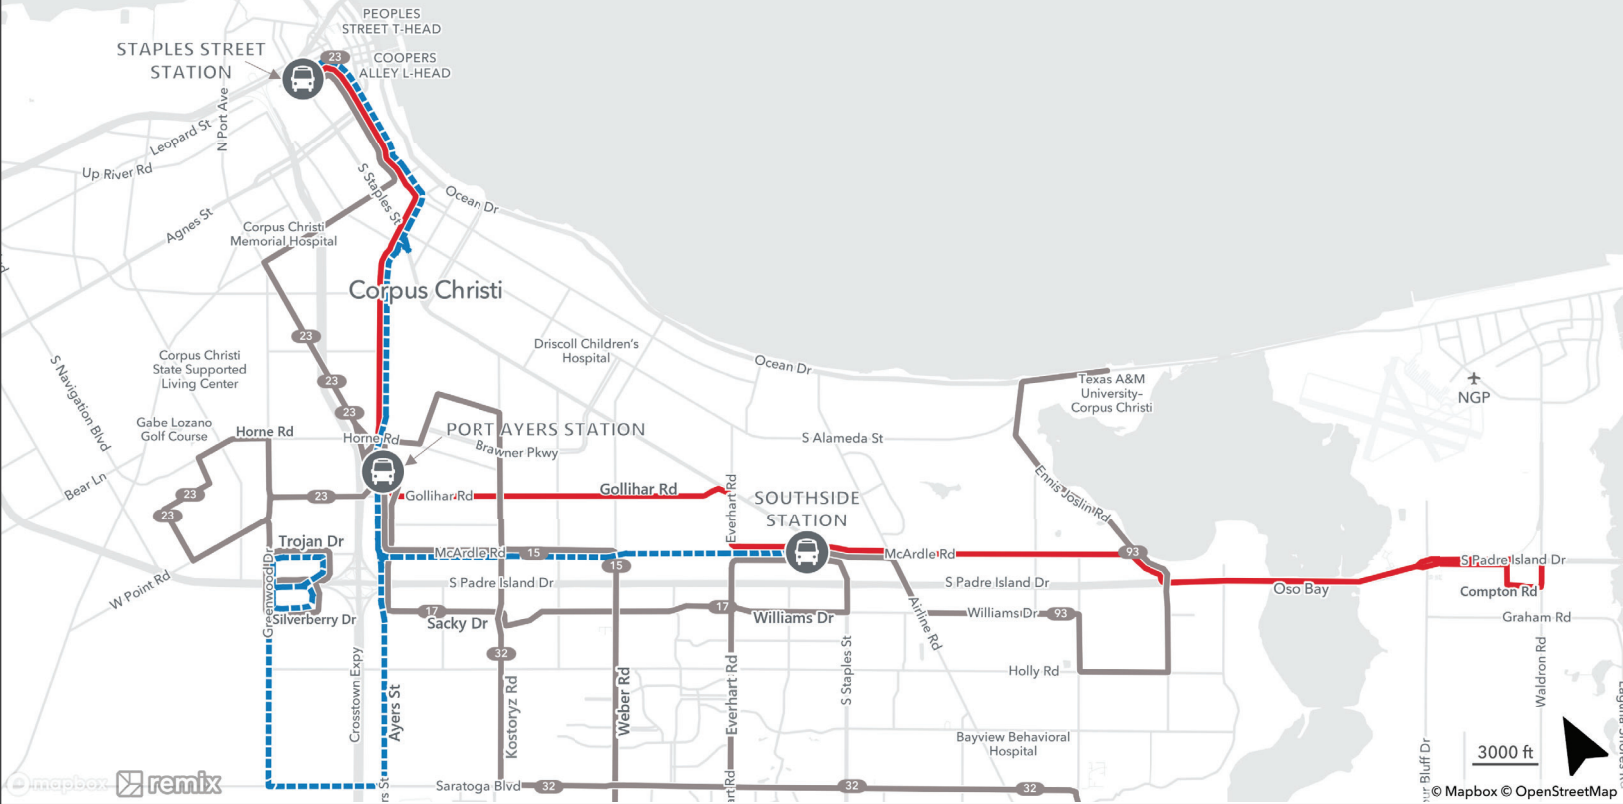 PEOPLES
STREET T-HEAD
STAPLES STREET
STATION
23
COOPERS
ALLEY L-HEAD
N Port Ave
Leopard St
Up River Rd
S Staples St
Ocean Dr
Agnes St
Corpus Christi
Memorial Hospital
Corpus Christi
23
Driscoll Children's
Hospital
S Navigation Blvd
Corpus Christi
State Supported
Living Center
23
Ocean Dr
Texas A&M
University–
Corpus Christi
NGP
23
Gabe Lozano
Golf Course
Horne Rd
Horne Rd
PORT AYERS STATION
Brawner Pkwy
S Alameda St
Bear Ln
23
23
23
Gollihar Rd
Gollihar Rd
Everhart Rd
SOUTHSIDE
STATION
Ennis Joslin Rd
Trojan Dr
McArdle Rd
15
15
McArdle Rd
93
S Padre Island Dr
W Point Rd
Greenwood Dr
S Padre Island Dr
S Padre Island Dr
Oso Bay
Compton Rd
Silverberry Dr
17
Sacky Dr
17
Williams Dr
Airline Rd
Williams Dr
93
Graham Rd
32
Crosstown Expy
Ayers St
Kostoryz Rd
Weber Rd
Everhart Rd
S Staples St
Holly Rd
Waldron Rd
Bayview Behavioral
Hospital
3000 ft
Bluff Dr
mapbox
remix
rs St
Saratoga Blvd
32
art Rd
32
32
© Mapbox © OpenStreetMap